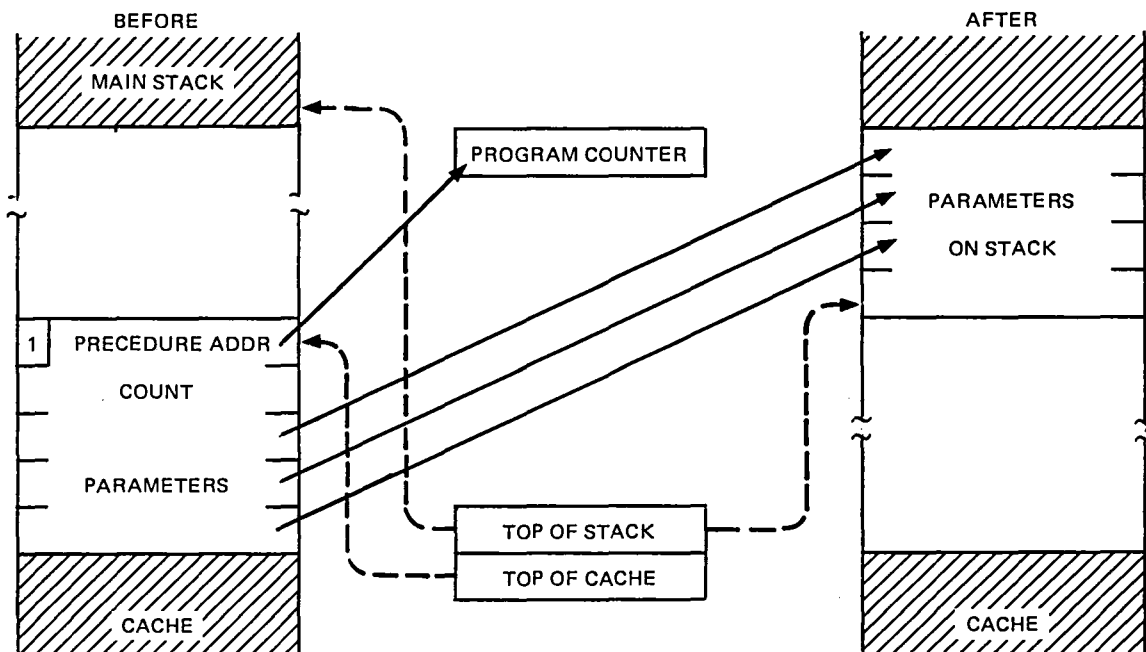 BEFORE
AFTER
MAIN STACK
PROGRAM COUNTER
PARAMETERS
ON STACK
1
PRECEDURE ADDR
COUNT
PARAMETERS
TOP OF STACK
TOP OF CACHE
CACHE
CACHE